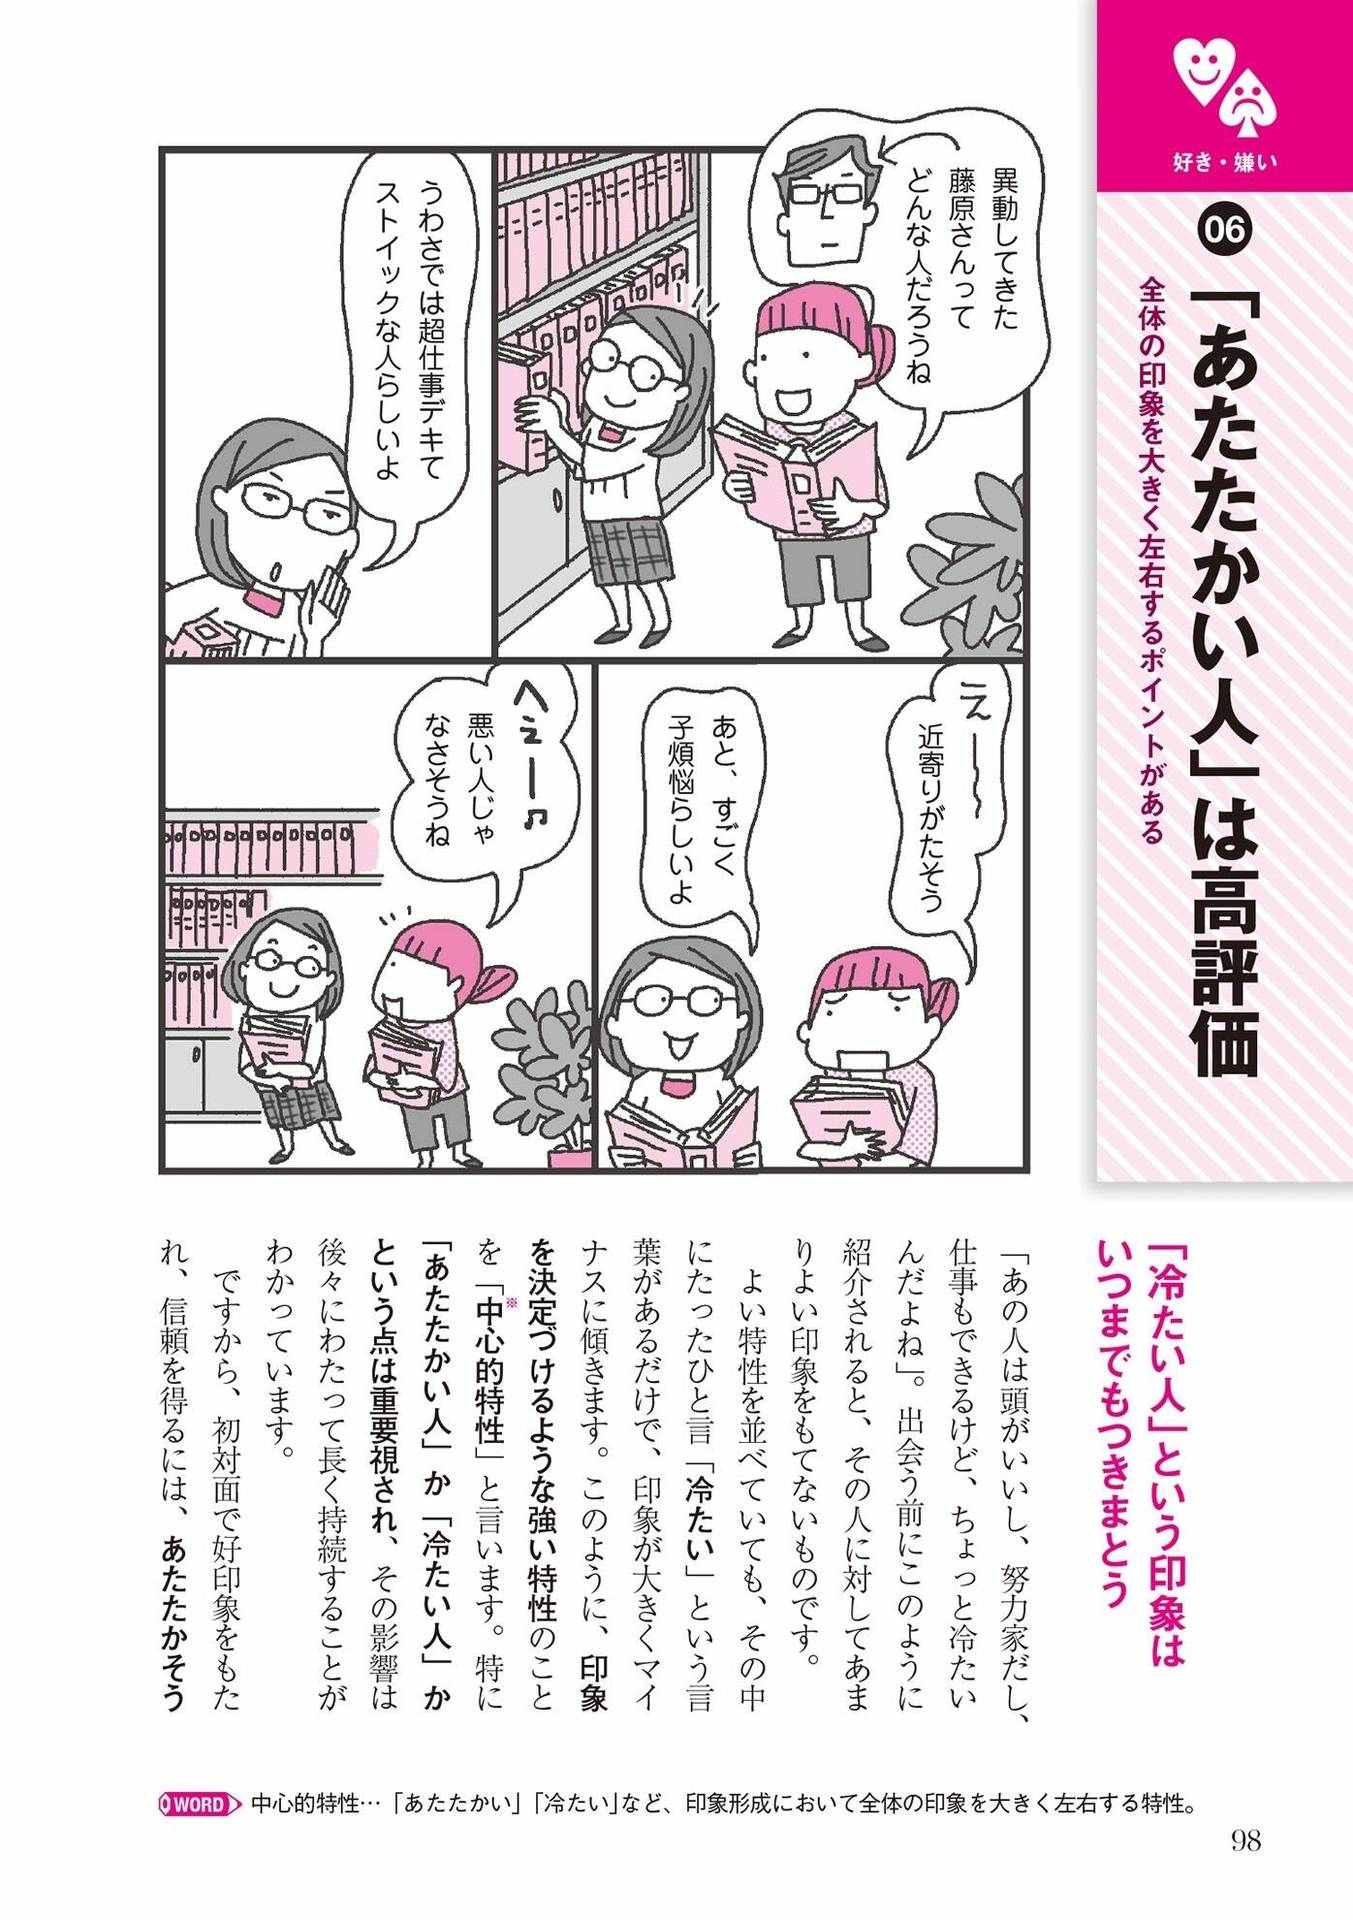 好き・嫌い
06
「あたたかい人」は高評価
全体の印象を大きく左右するポイントがある
異動してきた
藤原さんって
どんな人だろうね
うわさでは超仕事デキて
ストイックな人らしいよ
えーーー
近寄りがたそう
あと、すごく
子煩悩らしいよ
へぇー♫
悪い人じゃ
なさそうね
「冷たい人」という印象は
いつまでもつきまとう
「あの人は頭がいいし、努力家だし、
仕事もできるけど、ちょっと冷たい
んだよね」。出会う前にこのように
紹介されると、その人に対してあま
りよい印象をもてないものです。
よい特性を並べていても、その中
にたったひと言「冷たい」という言
葉があるだけで、印象が大きくマイ
ナスに傾きます。このように、印象
を決定づけるような強い特性のこと
を「中心的特性※」と言います。特に
「あたたかい人」か「冷たい人」か
という点は重要視され、その影響は
後々にわたって長く持続することが
わかっています。
ですから、初対面で好印象をもた
れ、信頼を得るには、あたたかそう
WORD 中心的特性…「あたたかい」「冷たい」など、印象形成において全体の印象を大きく左右する特性。
98